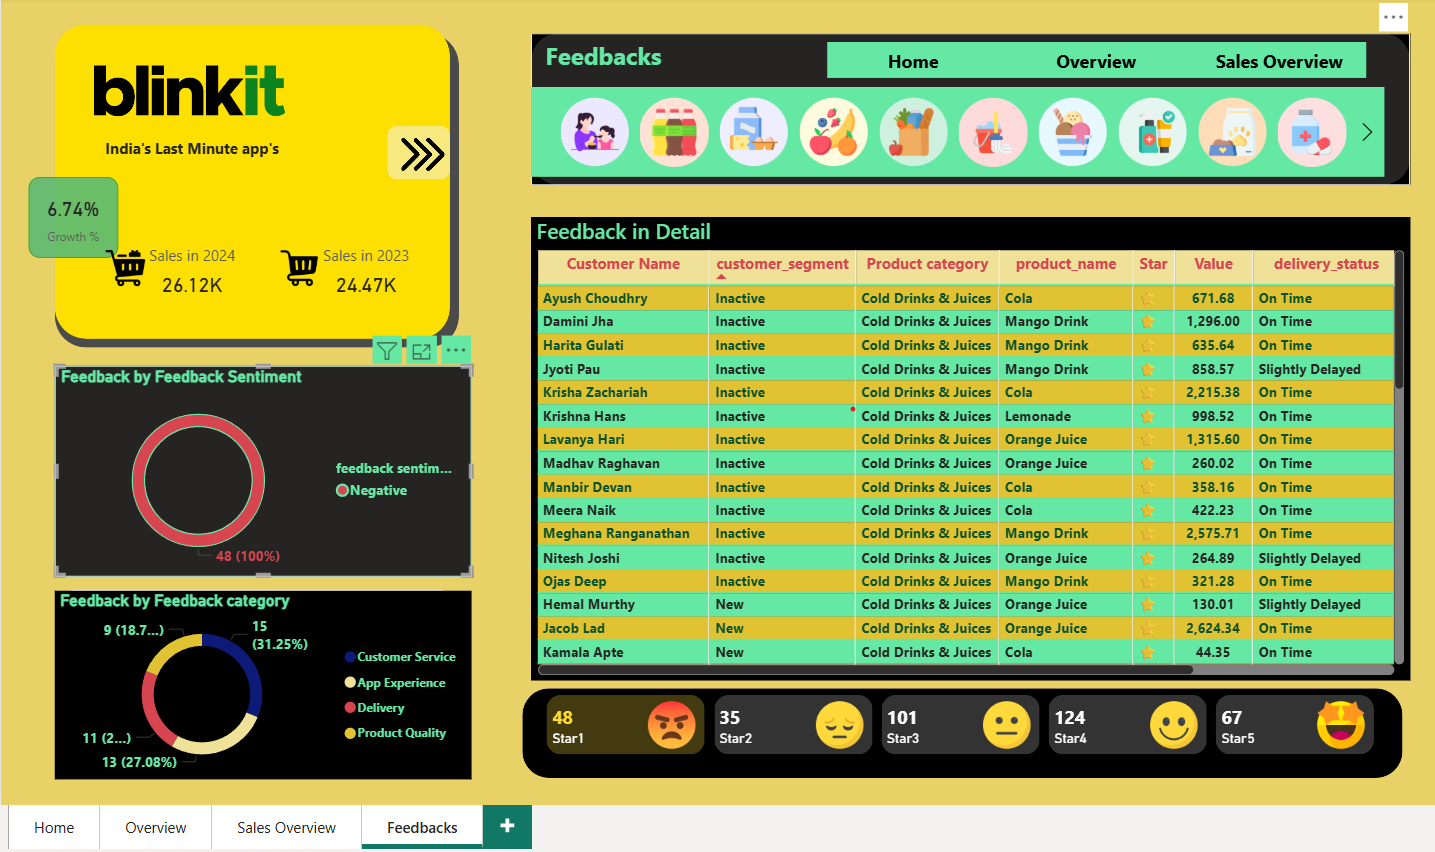 blinkit
India's Last Minute app's
6.74%
Growth %
Sales in 2024
26.12K
Sales in 2023
24.47K
Feedback by Feedback Sentiment
feedback sentim...
Negative
48 (100%)
Feedback by Feedback category
9 (18.7...)
15
(31.25%)
11 (2...)
13 (27.08%)
Customer Service
App Experience
Delivery
Product Quality
Feedbacks
Home Overview Sales Overview
Feedback in Detail
Customer Name customer_segment Product category product_name Star Value delivery_status
Ayush Choudhry Inactive Cold Drinks & Juices Cola 671.68 On Time
Damini Jha Inactive Cold Drinks & Juices Mango Drink 1,296.00 On Time
Harita Gulati Inactive Cold Drinks & Juices Mango Drink 635.64 On Time
Jyoti Pau Inactive Cold Drinks & Juices Mango Drink 858.57 Slightly Delayed
Krisha Zachariah Inactive Cold Drinks & Juices Cola 2,215.38 On Time
Krishna Hans Inactive Cold Drinks & Juices Lemonade 998.52 On Time
Lavanya Hari Inactive Cold Drinks & Juices Orange Juice 1,315.60 On Time
Madhav Raghavan Inactive Cold Drinks & Juices Orange Juice 260.02 On Time
Manbir Devan Inactive Cold Drinks & Juices Cola 358.16 On Time
Meera Naik Inactive Cold Drinks & Juices Cola 422.23 On Time
Meghana Ranganathan Inactive Cold Drinks & Juices Mango Drink 2,575.71 On Time
Nitesh Joshi Inactive Cold Drinks & Juices Orange Juice 264.89 Slightly Delayed
Ojas Deep Inactive Cold Drinks & Juices Mango Drink 321.28 On Time
Hemal Murthy New Cold Drinks & Juices Orange Juice 130.01 Slightly Delayed
Jacob Lad New Cold Drinks & Juices Orange Juice 2,624.34 On Time
Kamala Apte New Cold Drinks & Juices Cola 44.35 On Time
48
Star1
35
Star2
101
Star3
124
Star4
67
Star5
Home Overview Sales Overview Feedbacks +